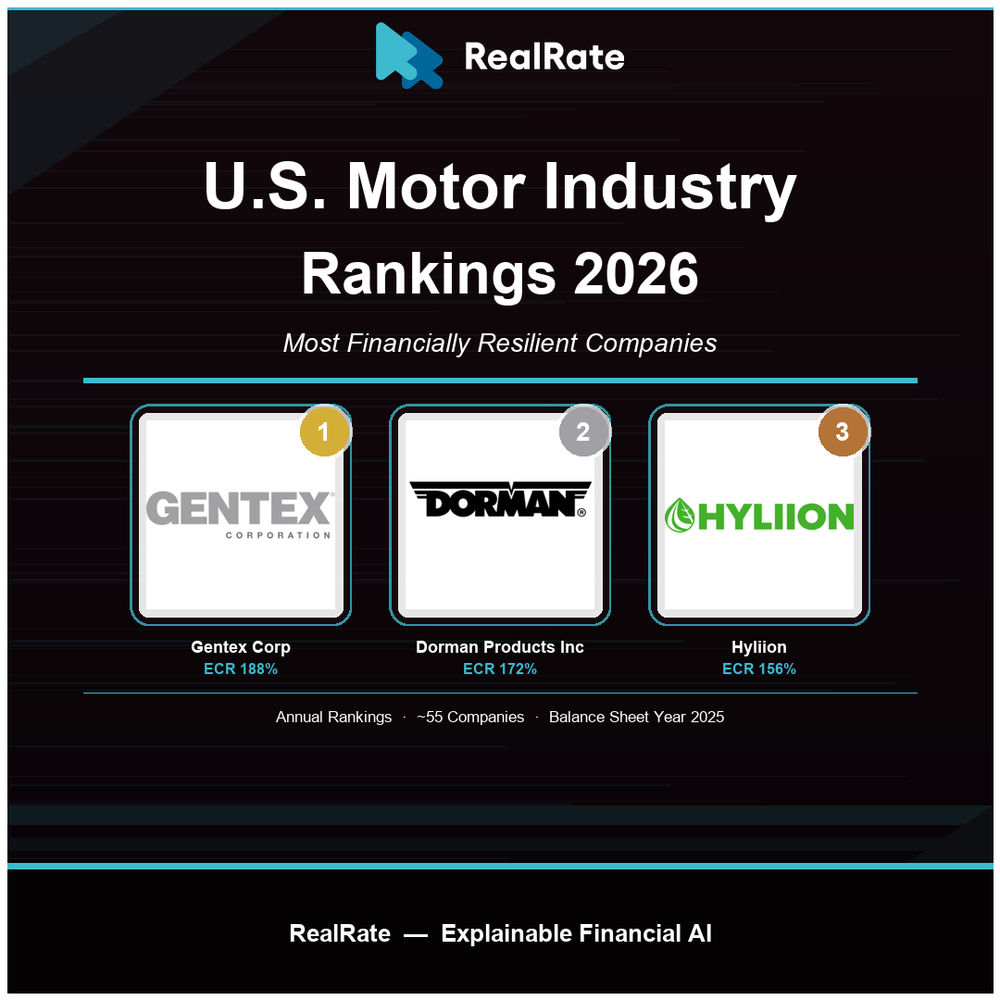 RealRate
U.S. Motor Industry
Rankings 2026
Most Financially Resilient Companies
1
2
3
GENTEX
CORPORATION
DORMAN®
HYLIION
Gentex Corp
Dorman Products Inc
Hyliion
ECR 188%
ECR 172%
ECR 156%
Annual Rankings · ~55 Companies · Balance Sheet Year 2025
RealRate — Explainable Financial AI